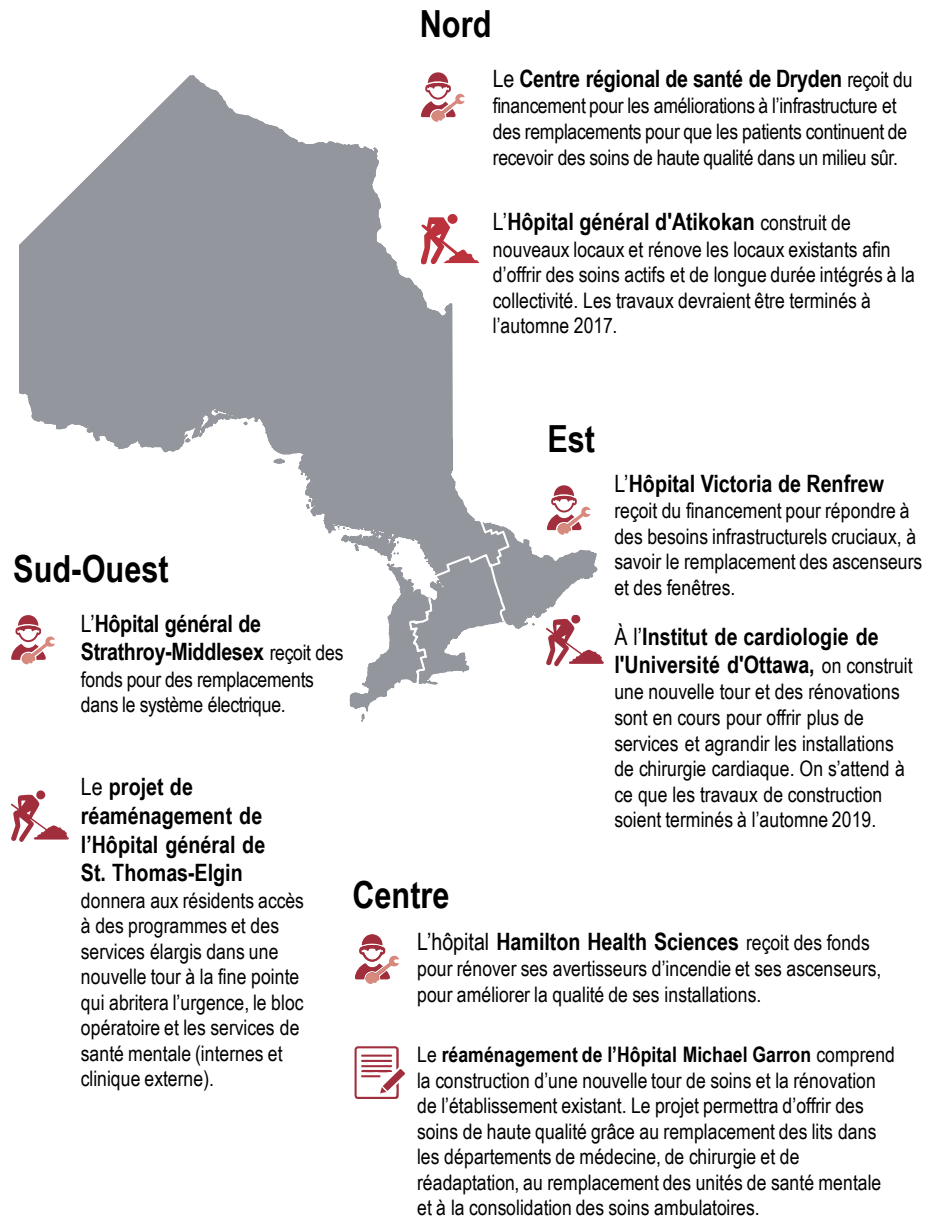 Nord
Le Centre régional de santé de Dryden reçoit du
financement pour les améliorations à l’infrastructure et
des remplacements pour que les patients continuent de
recevoir des soins de haute qualité dans un milieu sûr.
L’Hôpital général d'Atikokan construit de
nouveaux locaux et rénove les locaux existants afin
d’offrir des soins actifs et de longue durée intégrés à la
collectivité. Les travaux devraient être terminés à
l’automne 2017.
Est
L’Hôpital Victoria de Renfrew
reçoit du financement pour répondre à
des besoins infrastructurels cruciaux, à
savoir le remplacement des ascenseurs
et des fenêtres.
À l’Institut de cardiologie de
l'Université d'Ottawa, on construit
une nouvelle tour et des rénovations
sont en cours pour offrir plus de
services et agrandir les installations
de chirurgie cardiaque. On s’attend à
ce que les travaux de construction
soient terminés à l’automne 2019.
Sud-Ouest
L’Hôpital général de
Strathroy-Middlesex reçoit des
fonds pour des remplacements
dans le système électrique.
Le projet de
réaménagement de
l’Hôpital général de
St. Thomas-Elgin
donnera aux résidents accès
à des programmes et des
services élargis dans une
nouvelle tour à la fine pointe
qui abritera l’urgence, le bloc
opératoire et les services de
santé mentale (internes et
clinique externe).
Centre
L’hôpital Hamilton Health Sciences reçoit des fonds
pour rénover ses avertisseurs d’incendie et ses ascenseurs,
pour améliorer la qualité de ses installations.
Le réaménagement de l’Hôpital Michael Garron comprend
la construction d’une nouvelle tour de soins et la rénovation
de l’établissement existant. Le projet permettra d’offrir des
soins de haute qualité grâce au remplacement des lits dans
les départements de médecine, de chirurgie et de
réadaptation, au remplacement des unités de santé mentale
et à la consolidation des soins ambulatoires.